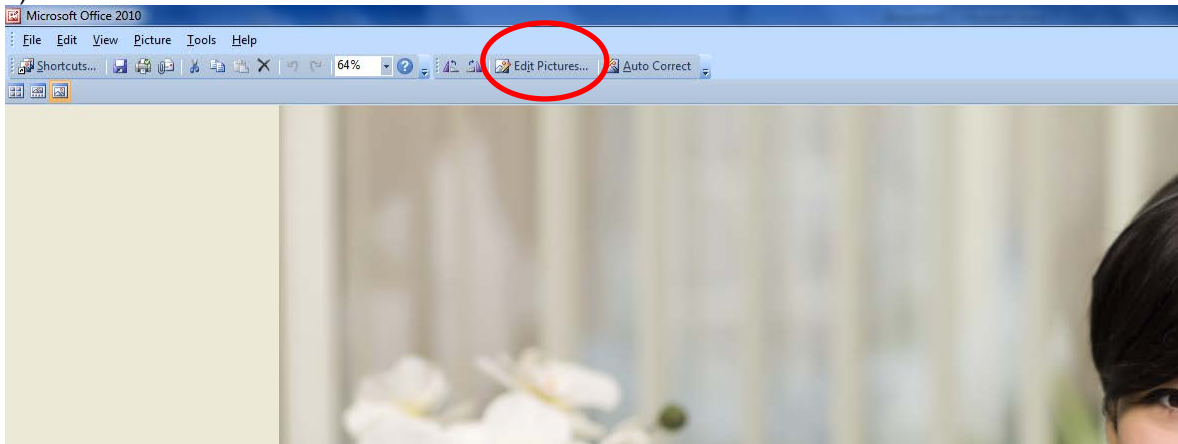 Microsoft Office 2010
File Edit View Picture Tools Help
Shortcuts... 64% Edit Pictures... Auto Correct